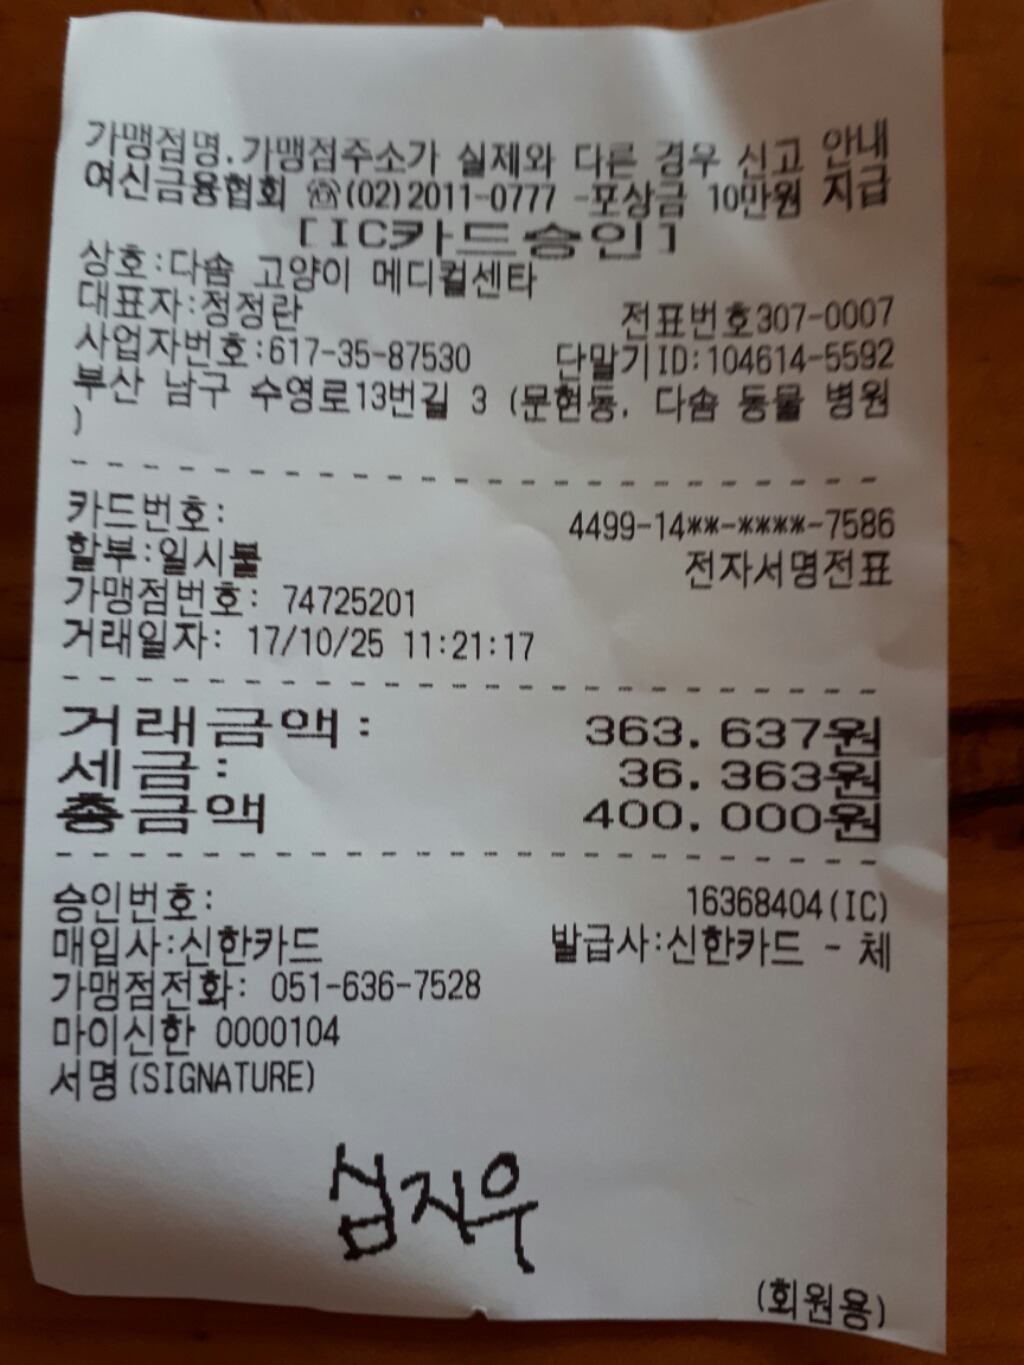 가맹점명.가맹점주소가 실제와 다른 경우 신고 안내
여신금융협회 ☏(02)2011-0777 -포상금 10만원 지급
[IC카드승인]
상호:다솜 고양이 메디컬센타
대표자:정정란 전표번호307-0007
사업자번호:617-35-87530 단말기ID:104614-5592
부산 남구 수영로13번길 3 (문현동, 다솜 동물 병원
)
카드번호: 4499-14**-****-7586
할부:일시불 전자서명전표
가맹점번호: 74725201
거래일자: 17/10/25 11:21:17
거래금액: 363,637원
세금: 36,363원
총금액 400,000원
승인번호: 16368404(IC)
매입사:신한카드 발급사:신한카드 - 체
가맹점전화: 051-636-7528
마이신한 0000104
서명(SIGNATURE)
심지우
(회원용)